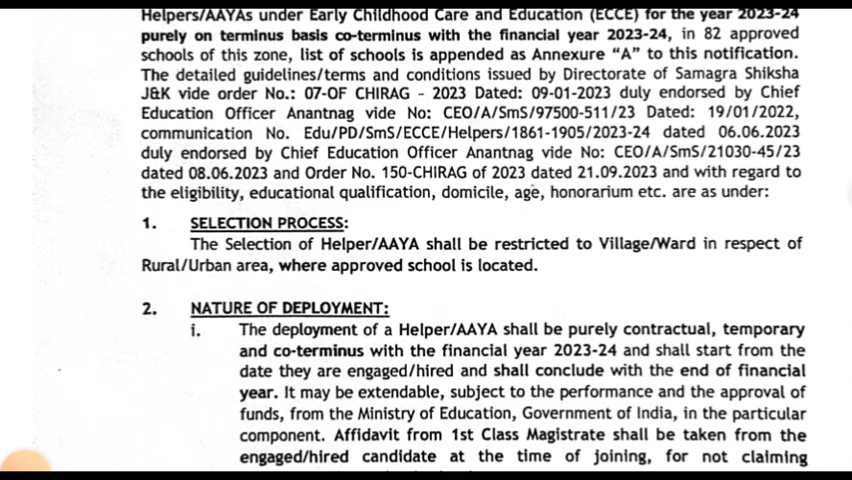 Helpers/AAYAs under Early Childhood Care and Education (ECCE) for the year 2023-24
purely on terminus basis co-terminus with the financial year 2023-24, in 82 approved
schools of this zone, list of schools is appended as Annexure “A” to this notification.
The detailed guidelines/terms and conditions issued by Directorate of Samagra Shiksha
J&K vide order No.: 07-OF CHIRAG - 2023 Dated: 09-01-2023 duly endorsed by Chief
Education Officer Anantnag vide No: CEO/A/SmS/97500-511/23 Dated: 19/01/2022,
communication No. Edu/PD/SmS/ECCE/Helpers/1861-1905/2023-24 dated 06.06.2023
duly endorsed by Chief Education Officer Anantnag vide No: CEO/A/SmS/21030-45/23
dated 08.06.2023 and Order No. 150-CHIRAG of 2023 dated 21.09.2023 and with regard to
the eligibility, educational qualification, domicile, age, honorarium etc. are as under:
1. SELECTION PROCESS:
The Selection of Helper/AAYA shall be restricted to Village/Ward in respect of
Rural/Urban area, where approved school is located.
2. NATURE OF DEPLOYMENT:
i. The deployment of a Helper/AAYA shall be purely contractual, temporary
and co-terminus with the financial year 2023-24 and shall start from the
date they are engaged/hired and shall conclude with the end of financial
year. It may be extendable, subject to the performance and the approval of
funds, from the Ministry of Education, Government of India, in the particular
component. Affidavit from 1st Class Magistrate shall be taken from the
engaged/hired candidate at the time of joining, for not claiming